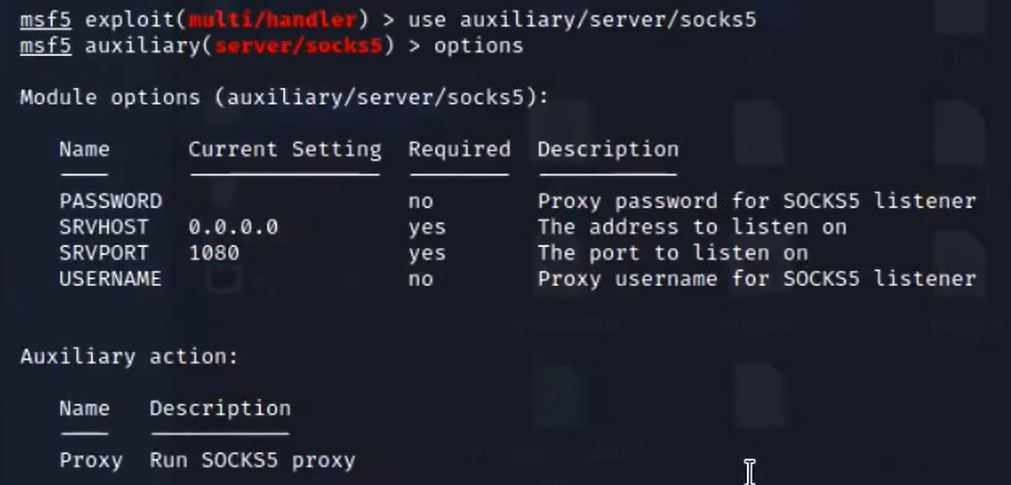 msf5 exploit(multi/handler) > use auxiliary/server/socks5
msf5 auxiliary(server/socks5) > options
Module options (auxiliary/server/socks5):
Name Current Setting Required Description
PASSWORD no Proxy password for SOCKS5 listener
SRVHOST 0.0.0.0 yes The address to listen on
SRVPORT 1080 yes The port to listen on
USERNAME no Proxy username for SOCKS5 listener
Auxiliary action:
Name Description
Proxy Run SOCKS5 proxy